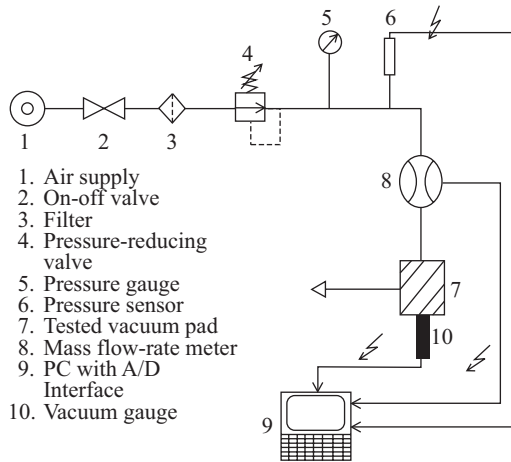 5
6
4
1
2
3
8
1. Air supply
2. On-off valve
3. Filter
4. Pressure-reducing
valve
5. Pressure gauge
6. Pressure sensor
7. Tested vacuum pad
8. Mass flow-rate meter
9. PC with A/D
Interface
10. Vacuum gauge
7
10
9